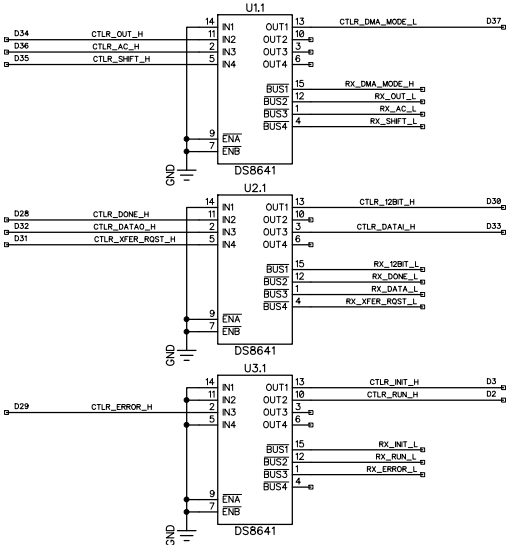 U1.1
14 IN1 OUT1 13 CTLR_DMA_MODE_L D37
D34 CTLR_OUT_H 11 IN2 OUT2 10
D36 CTLR_AC_H 2 IN3 OUT3 3
D35 CTLR_SHIFT_H 5 IN4 OUT4 6
BUS1 15 RX_DMA_MODE_H
BUS2 12 RX_OUT_L
BUS3 1 RX_AC_L
BUS4 4 RX_SHIFT_L
9 ENA
7 ENB
GND
DS8641
U2.1
14 IN1 OUT1 13 CTLR_12BIT_H D30
D28 CTLR_DONE_H 11 IN2 OUT2 10
D32 CTLR_DATAO_H 2 IN3 OUT3 3 CTLR_DATAI_H D33
D31 CTLR_XFER_RQST_H 5 IN4 OUT4 6
BUS1 15 RX_12BIT_L
BUS2 12 RX_DONE_L
BUS3 1 RX_DATA_L
BUS4 4 RX_XFER_RQST_L
9 ENA
7 ENB
GND
DS8641
U3.1
14 IN1 OUT1 13 CTLR_INIT_H D3
11 IN2 OUT2 10 CTLR_RUN_H D2
D29 CTLR_ERROR_H 2 IN3 OUT3 3
5 IN4 OUT4 6
BUS1 15 RX_INIT_L
BUS2 12 RX_RUN_L
BUS3 1 RX_ERROR_L
BUS4 4
9 ENA
7 ENB
GND
DS8641